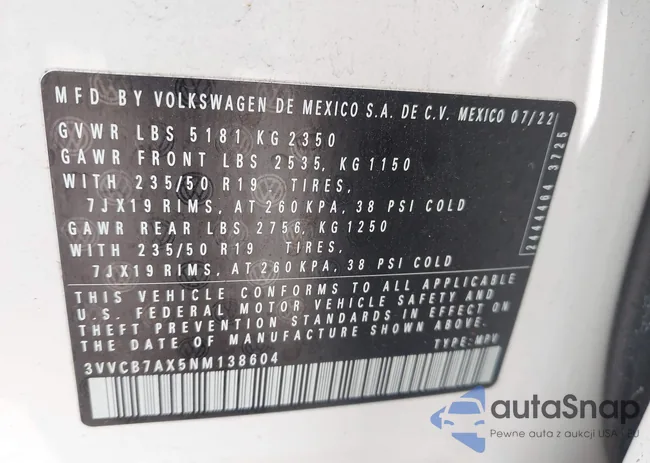 MFD BY VOLKSWAGEN DE MEXICO S.A. DE C.V. MEXICO 07/22
GVWR LBS 5181 KG 2350
GAWR FRONT LBS 2535, KG 1150
WITH 235/50 R19 TIRES,
7JX19 RIMS, AT 260 KPA, 38 PSI COLD
GAWR REAR LBS 2756, KG 1250
WITH 235/50 R19 TIRES,
7JX19 RIMS, AT 260 KPA, 38 PSI COLD
THIS VEHICLE CONFORMS TO ALL APPLICABLE
U.S. FEDERAL MOTOR VEHICLE SAFETY AND
THEFT PREVENTION STANDARDS IN EFFECT ON
THE DATE OF MANUFACTURE SHOWN ABOVE.
3VVCB7AX5NM138604 TYPE: MPV
2444464 3725
autaSnap
Pewne auta z aukcji USA - EU